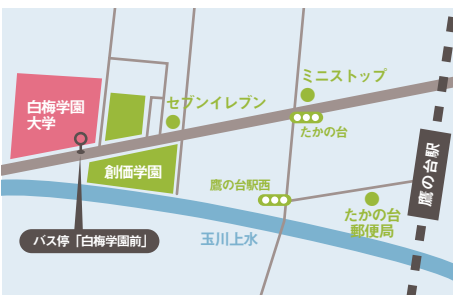 ミニストップ
白梅学園
大学
セブンイレブン
たかの台
創価学園
鷹の台駅
鷹の台駅西
たかの台
郵便局
バス停「白梅学園前」
玉川上水